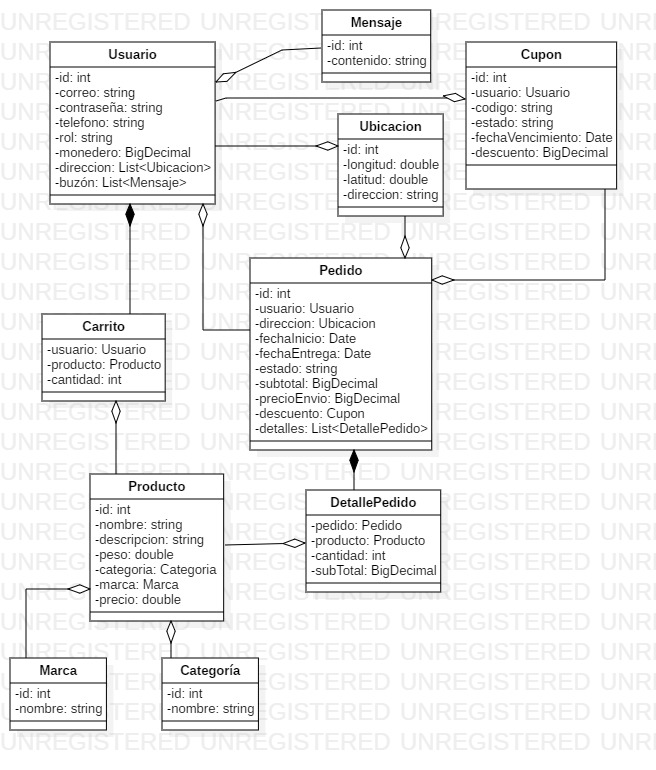 Mensaje
-id: int
-contenido: string
Usuario
-id: int
-correo: string
-contraseña: string
-telefono: string
-rol: string
-monedero: BigDecimal
-direccion: List<Ubicacion>
-buzón: List<Mensaje>
Cupon
-id: int
-usuario: Usuario
-codigo: string
-estado: string
-fechaVencimiento: Date
-descuento: BigDecimal
Ubicacion
-id: int
-longitud: double
-latitud: double
-direccion: string
Pedido
-id: int
-usuario: Usuario
-direccion: Ubicacion
-fechaInicio: Date
-fechaEntrega: Date
-estado: string
-subtotal: BigDecimal
-precioEnvio: BigDecimal
-descuento: Cupon
-detalles: List<DetallePedido>
Carrito
-usuario: Usuario
-producto: Producto
-cantidad: int
Producto
-id: int
-nombre: string
-descripcion: string
-peso: double
-categoria: Categoria
-marca: Marca
-precio: double
DetallePedido
-pedido: Pedido
-producto: Producto
-cantidad: int
-subTotal: BigDecimal
Marca
-id: int
-nombre: string
Categoría
-id: int
-nombre: string
UNREGISTERED